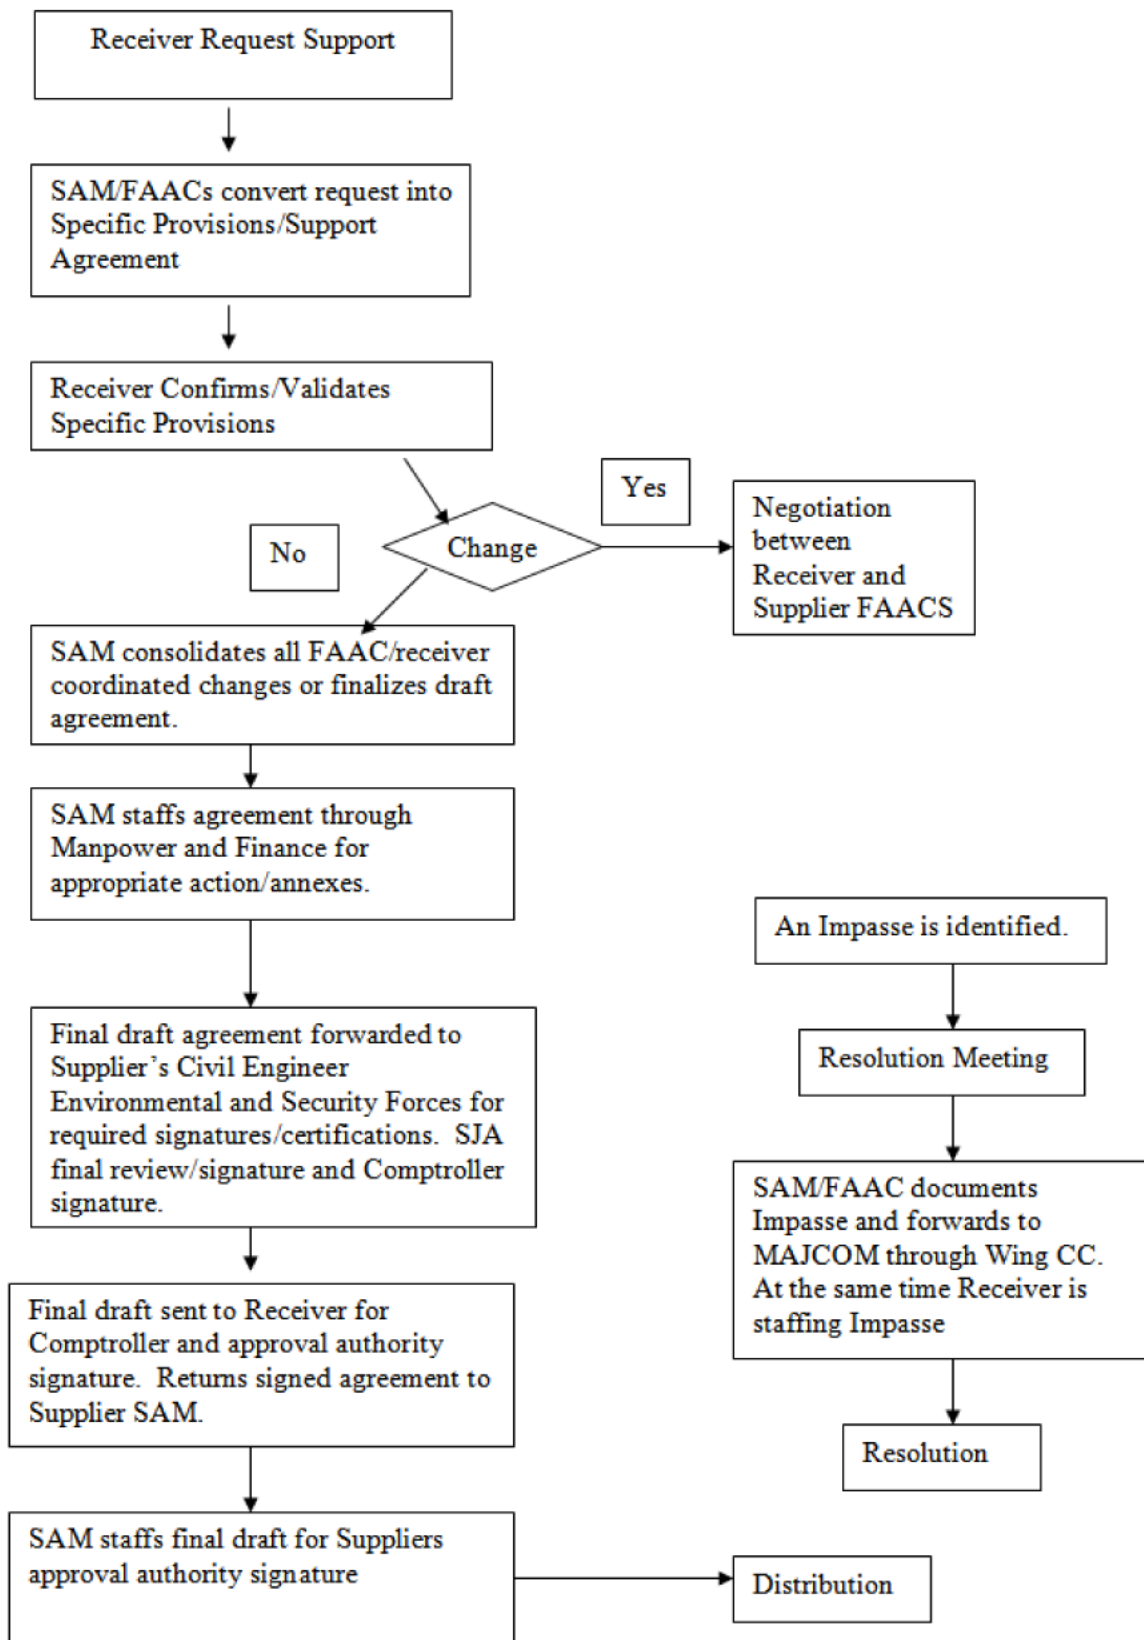 Receiver Request Support
SAM/FAACs convert request into
Specific Provisions/Support
Agreement
Receiver Confirms/Validates
Specific Provisions
Yes
No
Change
Negotiation
between
Receiver and
Supplier FAACS
SAM consolidates all FAAC/receiver
coordinated changes or finalizes draft
agreement.
SAM staffs agreement through
Manpower and Finance for
appropriate action/annexes.
Final draft agreement forwarded to
Supplier’s Civil Engineer
Environmental and Security Forces for
required signatures/certifications.  SJA
final review/signature and Comptroller
signature.
Final draft sent to Receiver for
Comptroller and approval authority
signature.  Returns signed agreement to
Supplier SAM.
SAM staffs final draft for Suppliers
approval authority signature
Distribution
An Impasse is identified.
Resolution Meeting
SAM/FAAC documents
Impasse and forwards to
MAJCOM through Wing CC.
At the same time Receiver is
staffing Impasse
Resolution